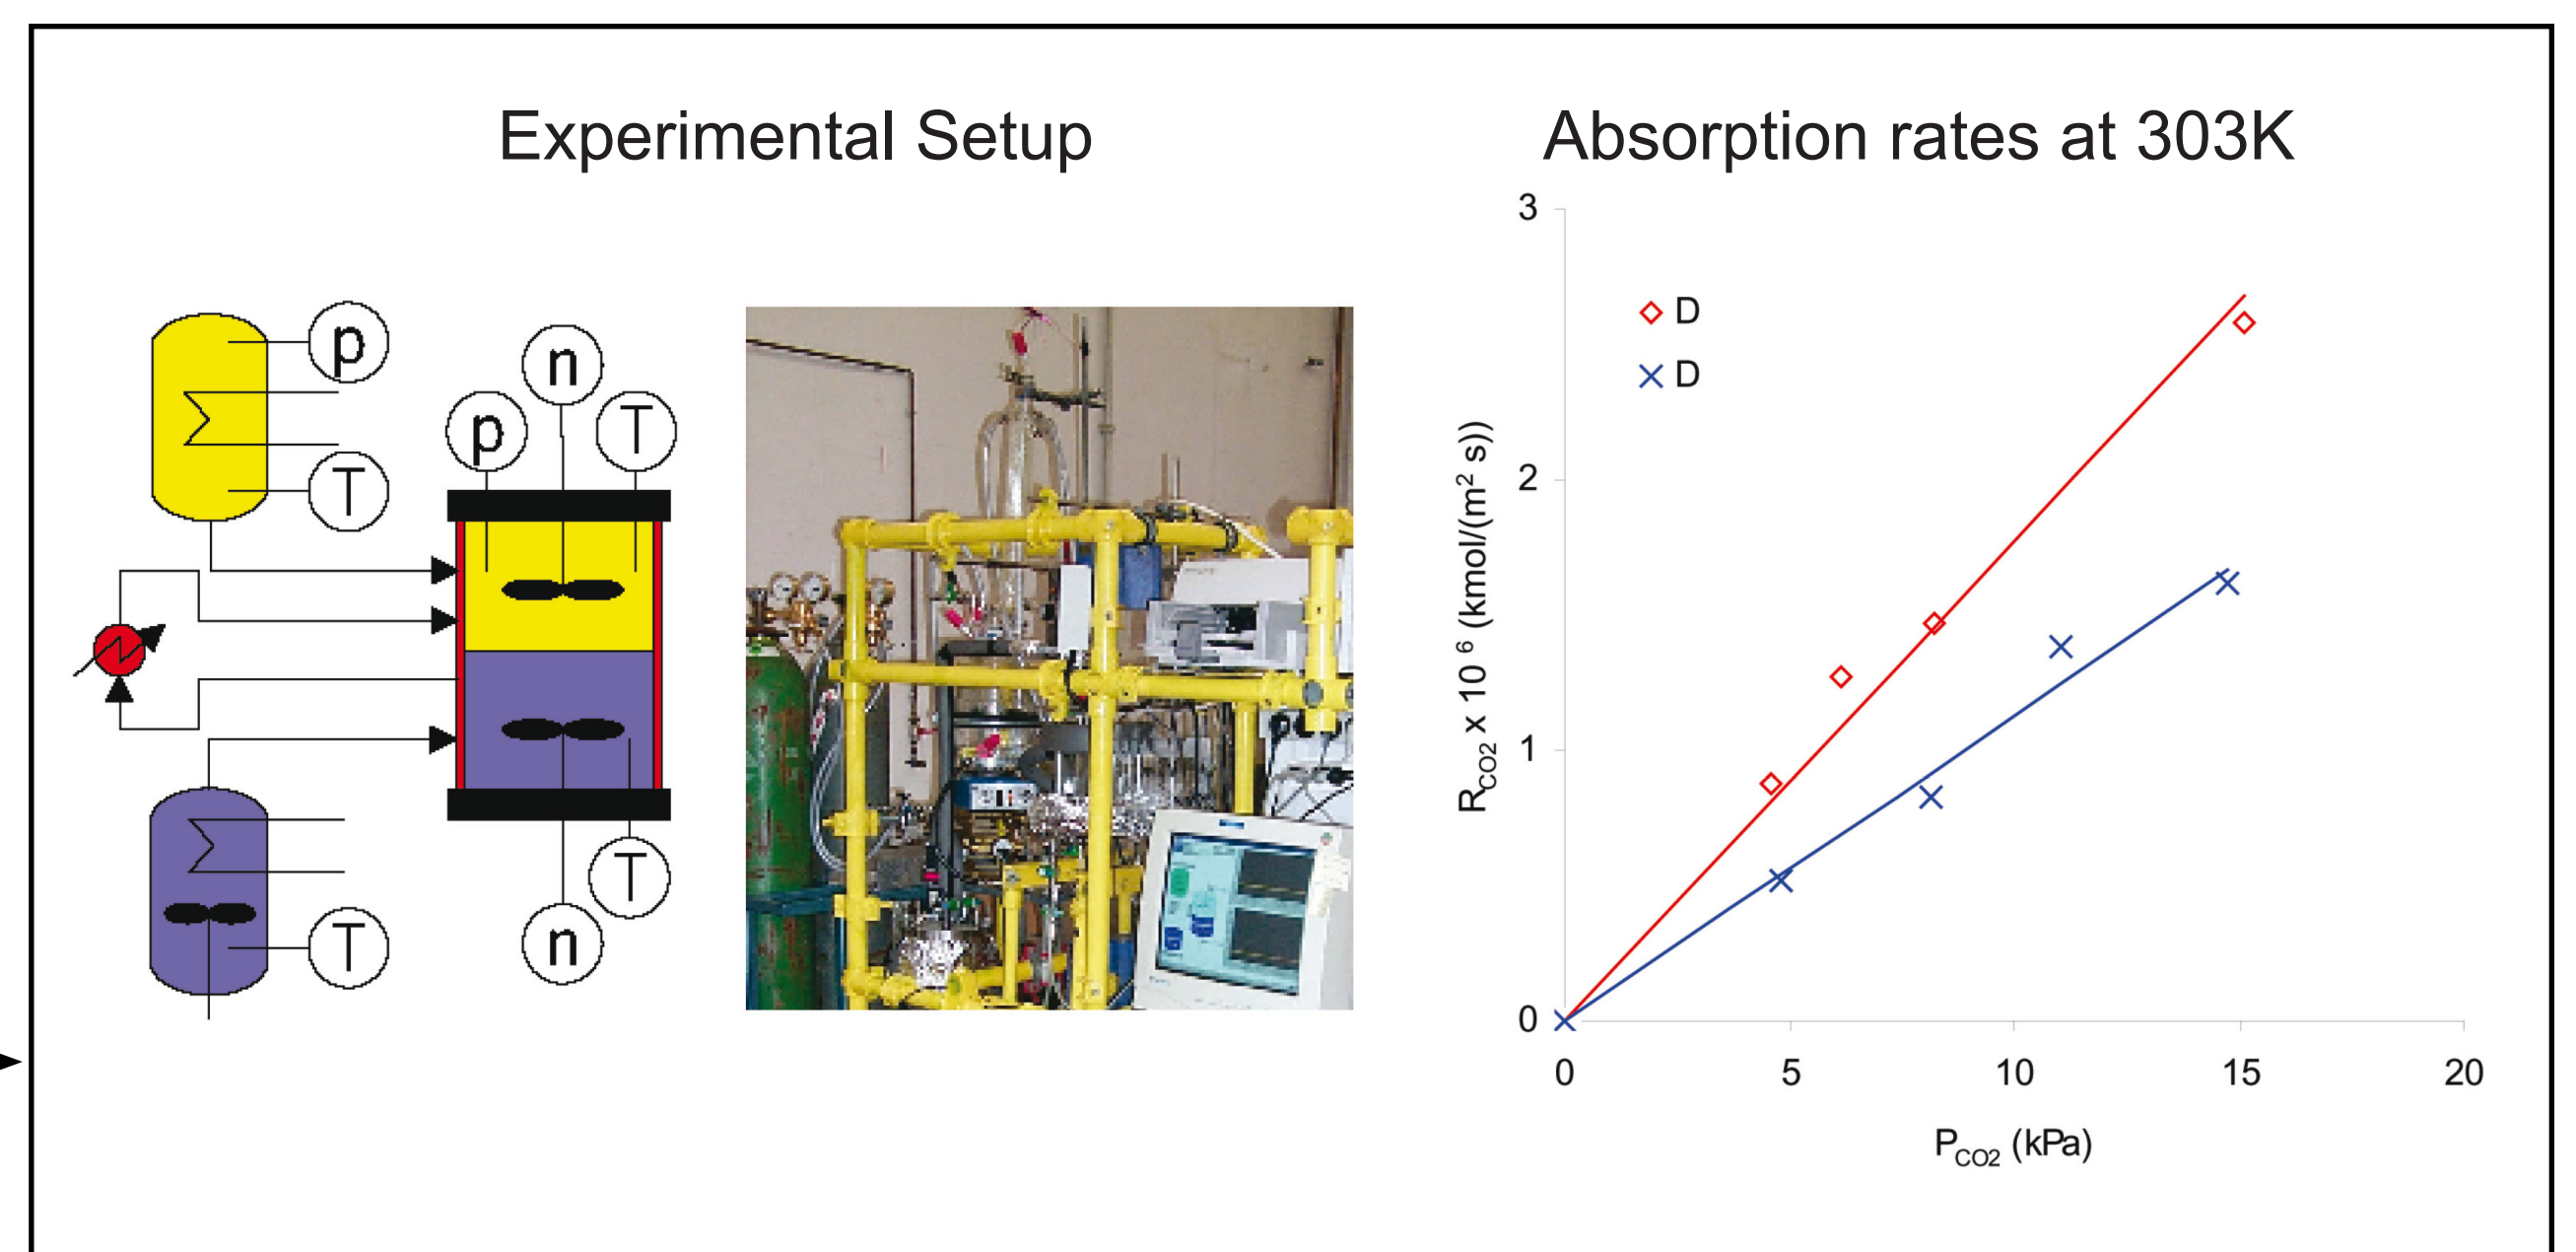 Experimental Setup
Absorption rates at 303K
p
T
p
n
T
T
n
T
3
2
1
0
D
D
R_CO2 x 10^6 (kmol/(m^2 s))
0 5 10 15 20
P_CO2 (kPa)